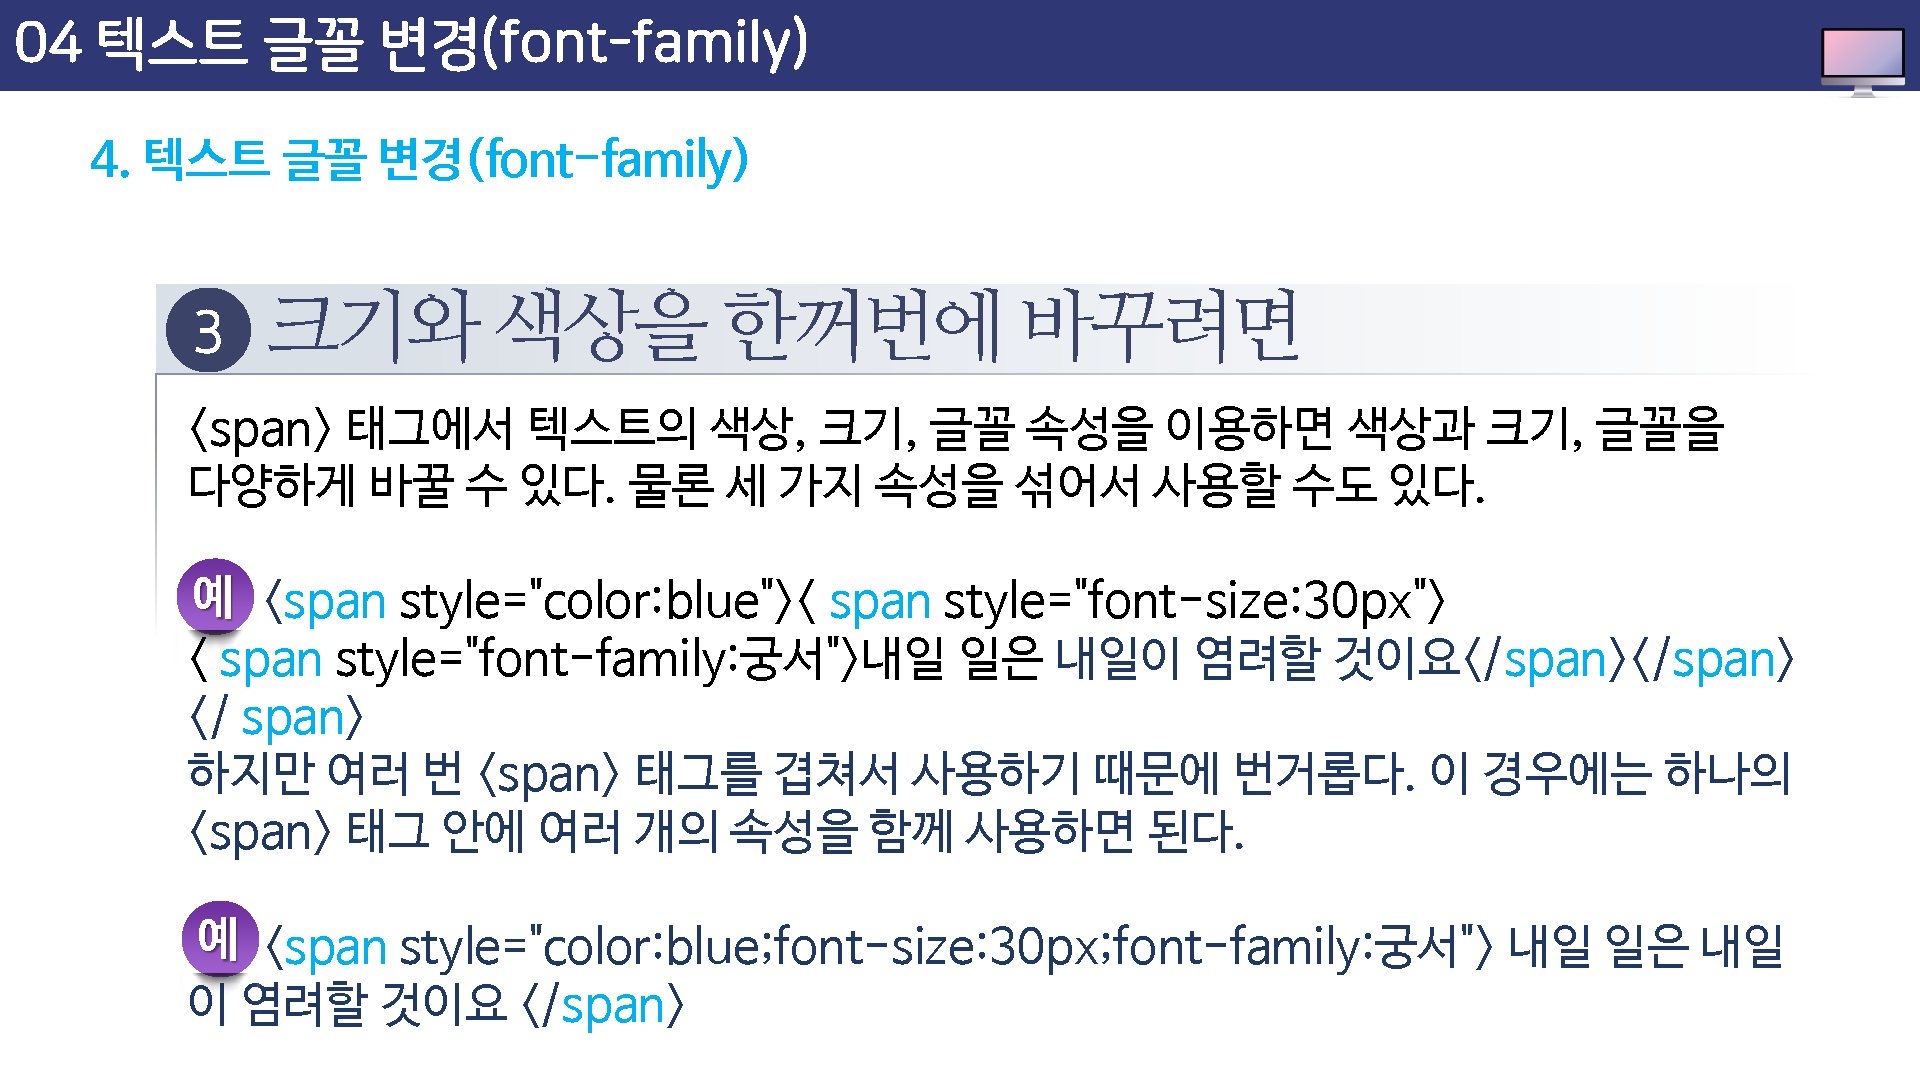 04 텍스트 글꼴 변경(font-family)
4. 텍스트 글꼴 변경(font-family)
3 크기와 색상을 한꺼번에 바꾸려면
<span> 태그에서 텍스트의 색상, 크기, 글꼴 속성을 이용하면 색상과 크기, 글꼴을
다양하게 바꿀 수 있다. 물론 세 가지 속성을 섞어서 사용할 수도 있다.
예 <span style="color:blue">< span style="font-size:30px">
< span style="font-family:궁서">내일 일은 내일이 염려할 것이요</span></span>
</ span>
하지만 여러 번 <span> 태그를 겹쳐서 사용하기 때문에 번거롭다. 이 경우에는 하나의
<span> 태그 안에 여러 개의 속성을 함께 사용하면 된다.
예 <span style="color:blue;font-size:30px;font-family:궁서"> 내일 일은 내일
이 염려할 것이요 </span>